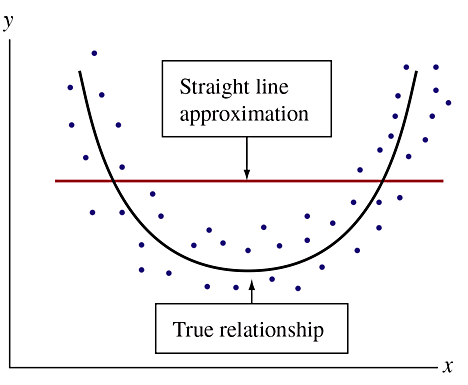 y
Straight line
approximation
True relationship
x